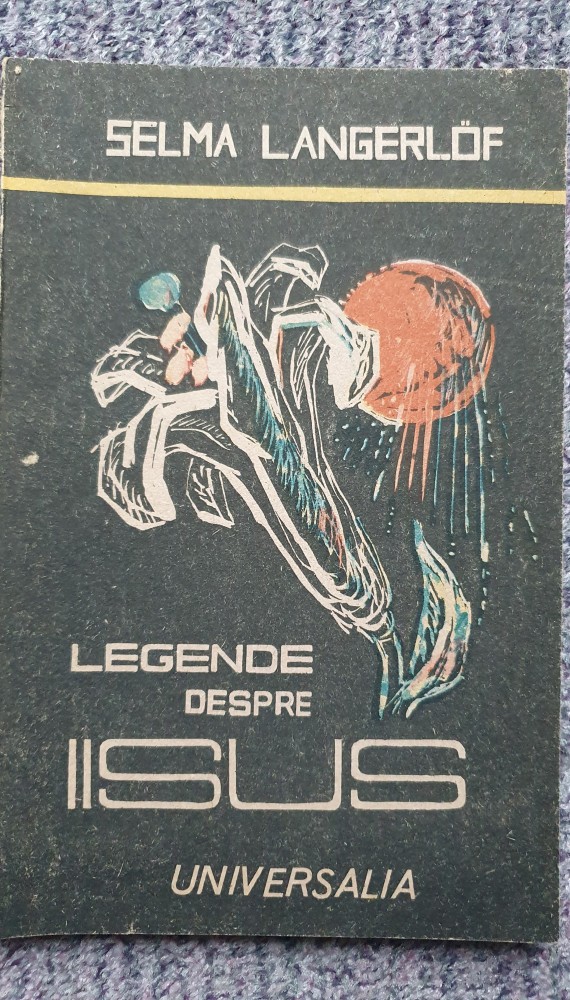 SELMA LANGERLÖF
LEGENDE
DESPRE
IISUS
UNIVERSALIA